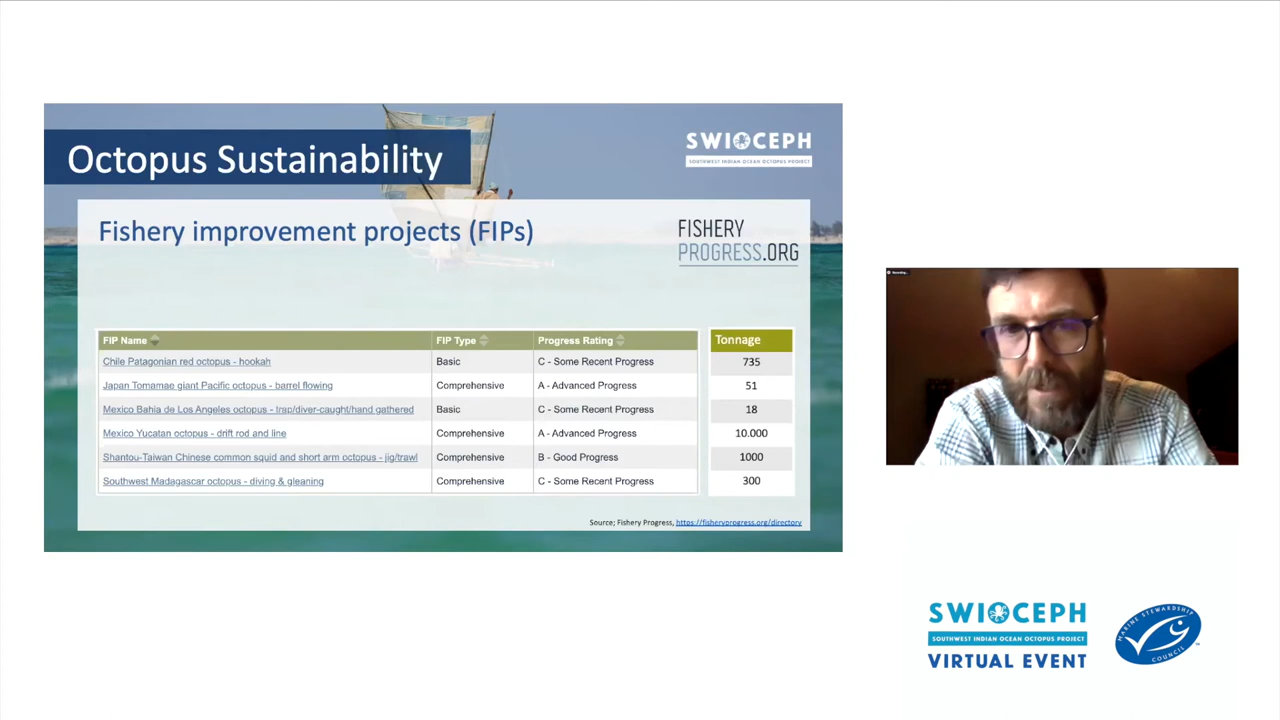 Octopus Sustainability
SWIOCEPH
SOUTHWEST INDIAN OCEAN OCTOPUS PROJECT
Fishery improvement projects (FIPs)
FISHERY
PROGRESS.ORG
FIP Name FIP Type Progress Rating Tonnage
Chile Patagonian red octopus - hookah Basic C - Some Recent Progress 735
Japan Tomamae giant Pacific octopus - barrel flowing Comprehensive A - Advanced Progress 51
Mexico Bahia de Los Angeles octopus - trap/diver-caught/hand gathered Basic C - Some Recent Progress 18
Mexico Yucatan octopus - drift rod and line Comprehensive A - Advanced Progress 10.000
Shantou-Taiwan Chinese common squid and short arm octopus - jig/trawl Comprehensive B - Good Progress 1000
Southwest Madagascar octopus - diving & gleaning Comprehensive C - Some Recent Progress 300
Source; Fishery Progress, https://fisheryprogress.org/directory
Recording...
SWIOCEPH
SOUTHWEST INDIAN OCEAN OCTOPUS PROJECT
VIRTUAL EVENT
MARINE STEWARDSHIP
COUNCIL
TM